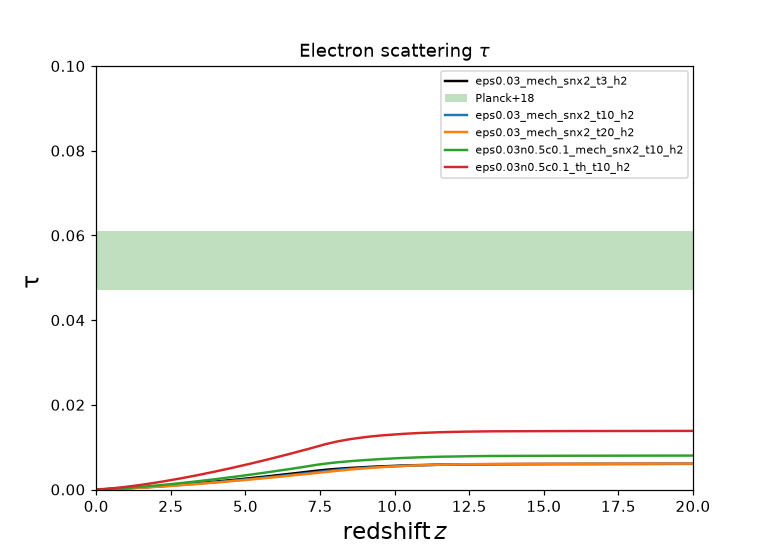 Electron scattering τ
0.10
0.08
0.06
0.04
0.02
0.00
τ
eps0.03_mech_snx2_t3_h2
Planck+18
eps0.03_mech_snx2_t10_h2
eps0.03_mech_snx2_t20_h2
eps0.03n0.5c0.1_mech_snx2_t10_h2
eps0.03n0.5c0.1_th_t10_h2
0.0 2.5 5.0 7.5 10.0 12.5 15.0 17.5 20.0
redshift z